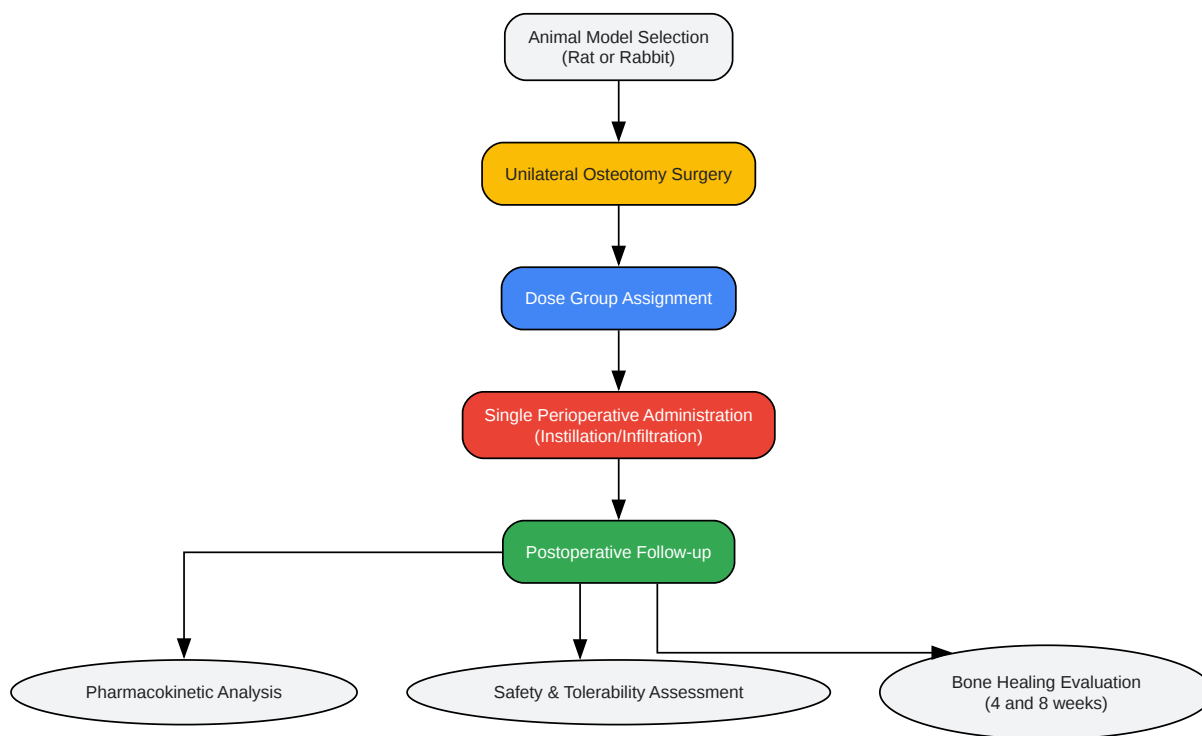 Animal Model Selection
(Rat or Rabbit)
Unilateral Osteotomy Surgery
Dose Group Assignment
Single Perioperative Administration
(Instillation/Infiltration)
Postoperative Follow-up
Pharmacokinetic Analysis
Safety & Tolerability Assessment
Bone Healing Evaluation
(4 and 8 weeks)